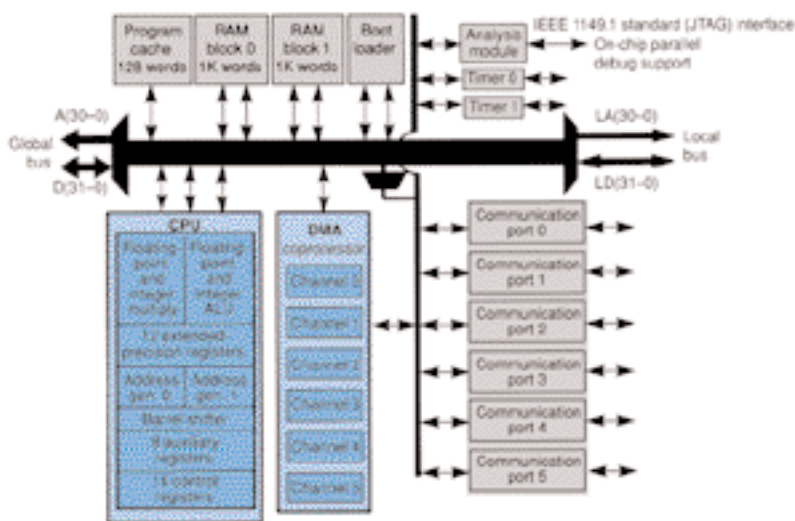 Program
cache
128 words
RAM
block 0
1K words
RAM
block 1
1K words
Boot
loader
Analysis
module
IEEE 1149.1 standard (JTAG) interface
On-chip parallel
debug support
Timer 0
Timer 1
A(30–0)
Global
bus
D(31–0)
LA(30–0)
Local
bus
LD(31–0)
CPU
Floating-
point
and
integer
multiply
Floating-
point
and
integer
ALU
12 extended
precision registers
Address
gen. 0
Address
gen. 1
Barrel shifter
8 auxiliary
registers
14 control
registers
DMA
coprocessor
Channel 0
Channel 1
Channel 2
Channel 3
Channel 4
Channel 5
Communication
port 0
Communication
port 1
Communication
port 2
Communication
port 3
Communication
port 4
Communication
port 5